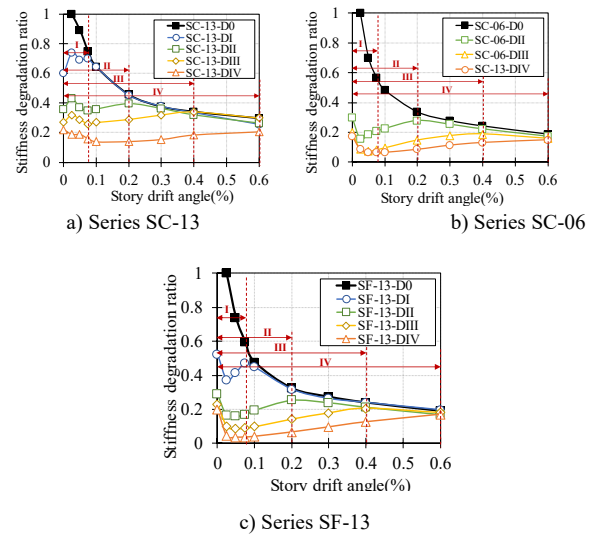 Stiffness degradation ratio
1
0.8
0.6
0.4
0.2
0
0 0.1 0.2 0.3 0.4 0.6
Story drift angle(%)
I
II
III
IV
SC-13-D0
SC-13-DI
SC-13-DII
SC-13-DIII
SC-13-DIV
a) Series SC-13
Stiffness degradation ratio
1
0.8
0.6
0.4
0.2
0
0 0.1 0.2 0.3 0.4 0.6
Story drift angle(%)
I
II
III
IV
SC-06-D0
SC-06-DII
SC-06-DIII
SC-13-DIV
b) Series SC-06
Stiffness degradation ratio
1
0.8
0.6
0.4
0.2
0
0 0.1 0.2 0.3 0.4 0.6
Story drift angle(%)
I
II
III
IV
SF-13-D0
SF-13-DI
SF-13-DII
SF-13-DIII
SF-13-DIV
c) Series SF-13